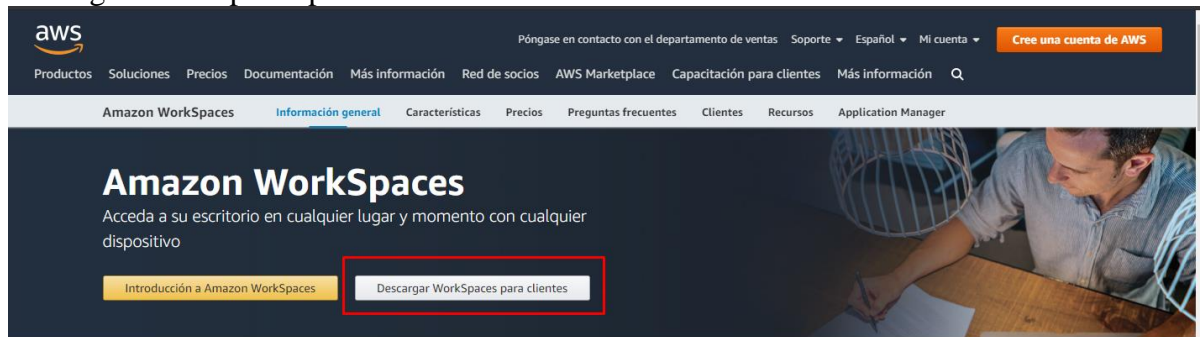 aws
Póngase en contacto con el departamento de ventas Soporte Español Mi cuenta Cree una cuenta de AWS
Productos Soluciones Precios Documentación Más información Red de socios AWS Marketplace Capacitación para clientes Más información
Amazon WorkSpaces Información general Características Precios Preguntas frecuentes Clientes Recursos Application Manager
Amazon WorkSpaces
Acceda a su escritorio en cualquier lugar y momento con cualquier
dispositivo
Introducción a Amazon WorkSpaces Descargar WorkSpaces para clientes